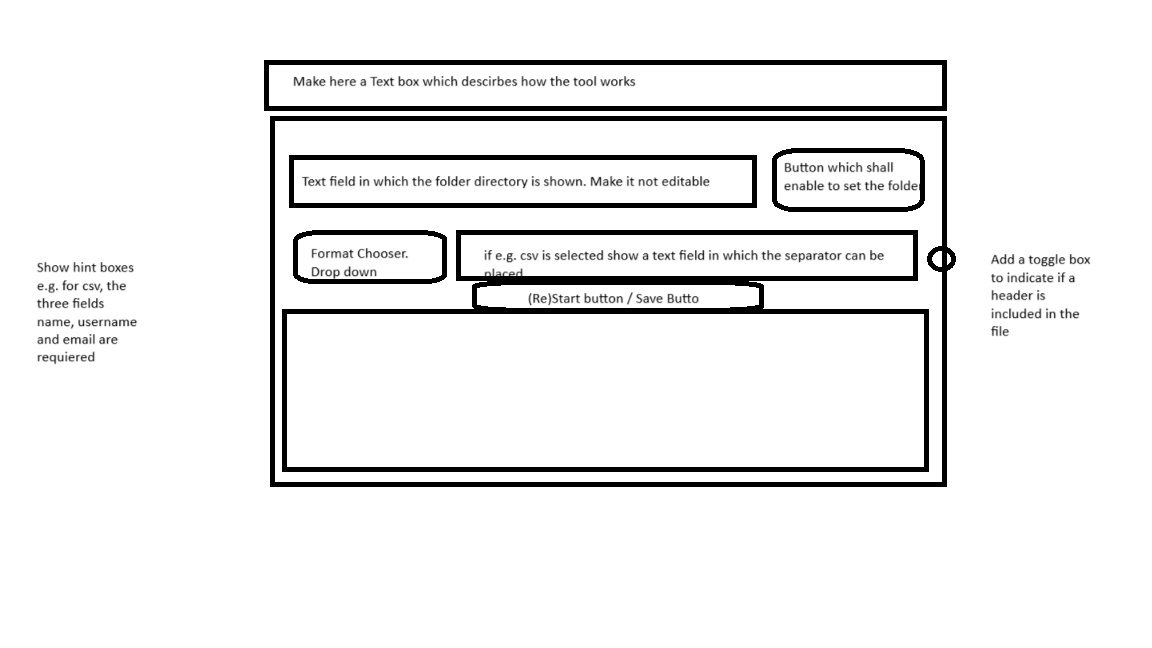 Make here a Text box which descirbes how the tool works
Text field in which the folder directory is shown. Make it not editable
Button which shall
enable to set the folder
Format Chooser.
Drop down
if e.g. csv is selected show a text field in which the separator can be
placed
(Re)Start button / Save Butto
Show hint boxes
e.g. for csv, the
three fields
name, username
and email are
requiered
Add a toggle box
to indicate if a
header is
included in the
file